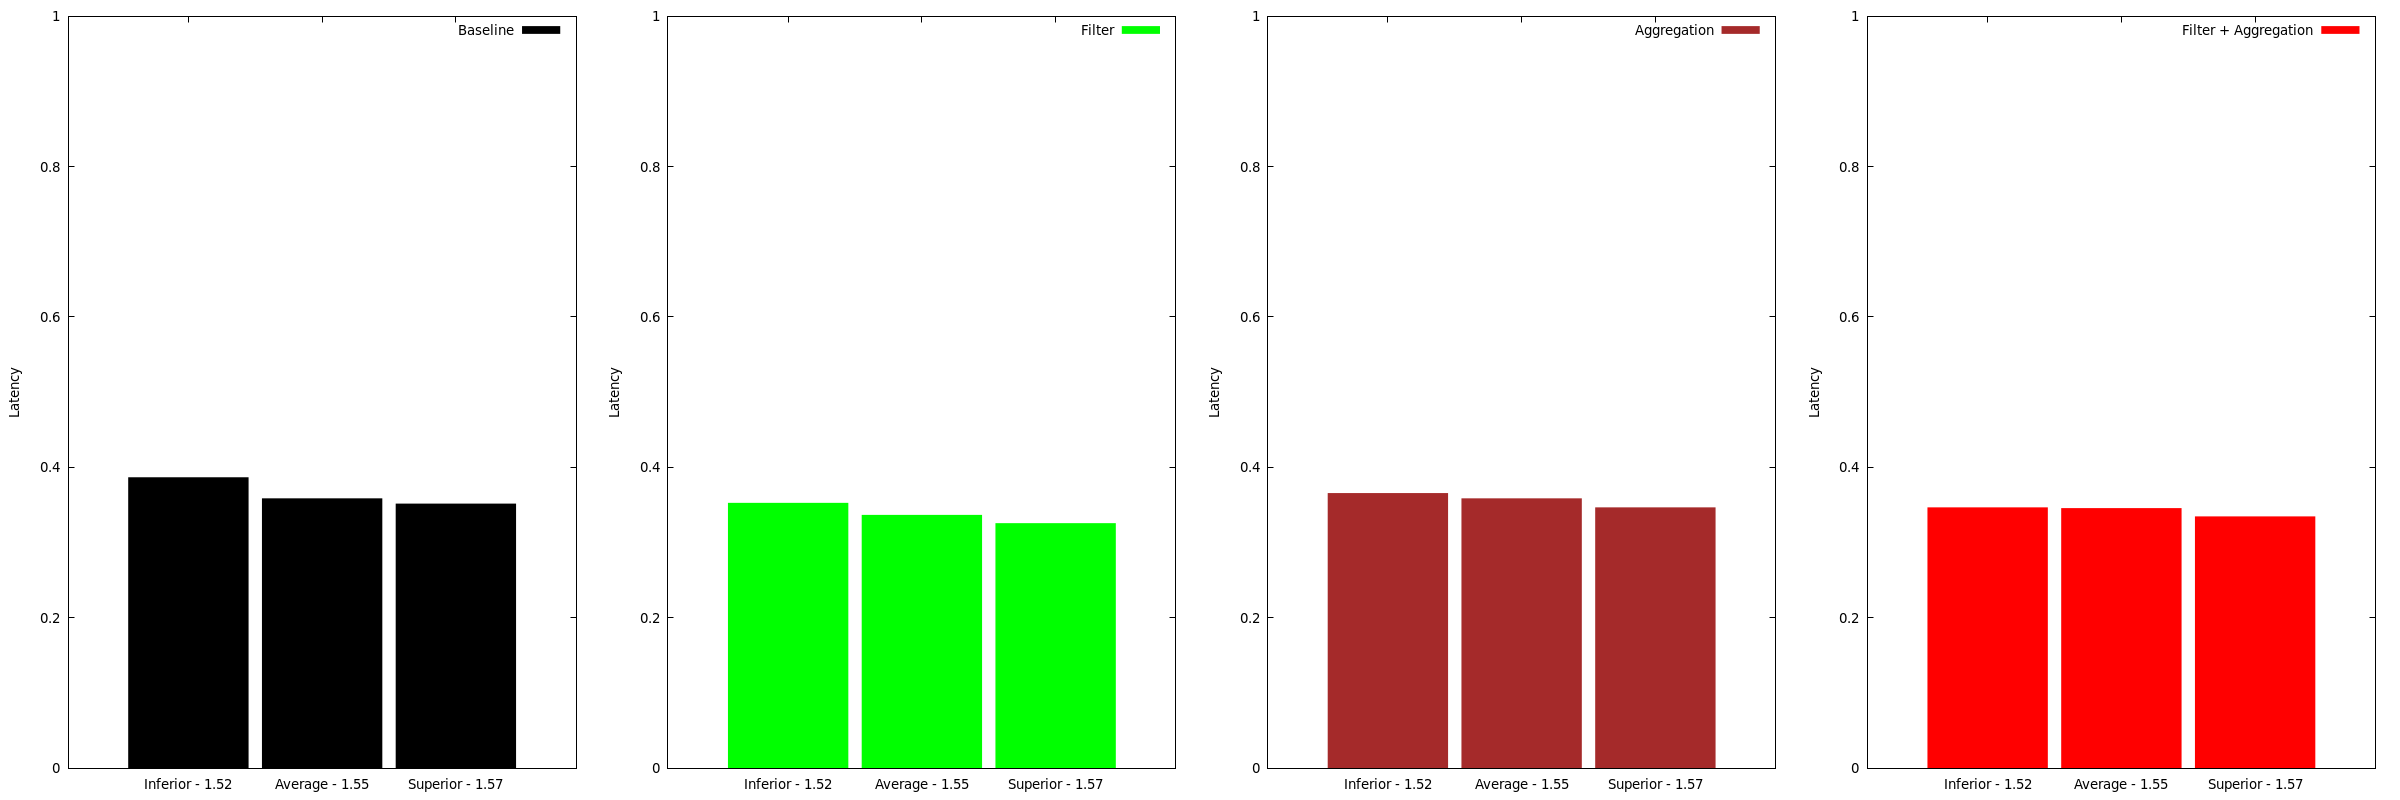 Baseline
1
0.8
0.6
0.4
0.2
0
Latency
Inferior - 1.52
Average - 1.55
Superior - 1.57
Filter
1
0.8
0.6
0.4
0.2
0
Latency
Inferior - 1.52
Average - 1.55
Superior - 1.57
Aggregation
1
0.8
0.6
0.4
0.2
0
Latency
Inferior - 1.52
Average - 1.55
Superior - 1.57
Filter + Aggregation
1
0.8
0.6
0.4
0.2
0
Latency
Inferior - 1.52
Average - 1.55
Superior - 1.57